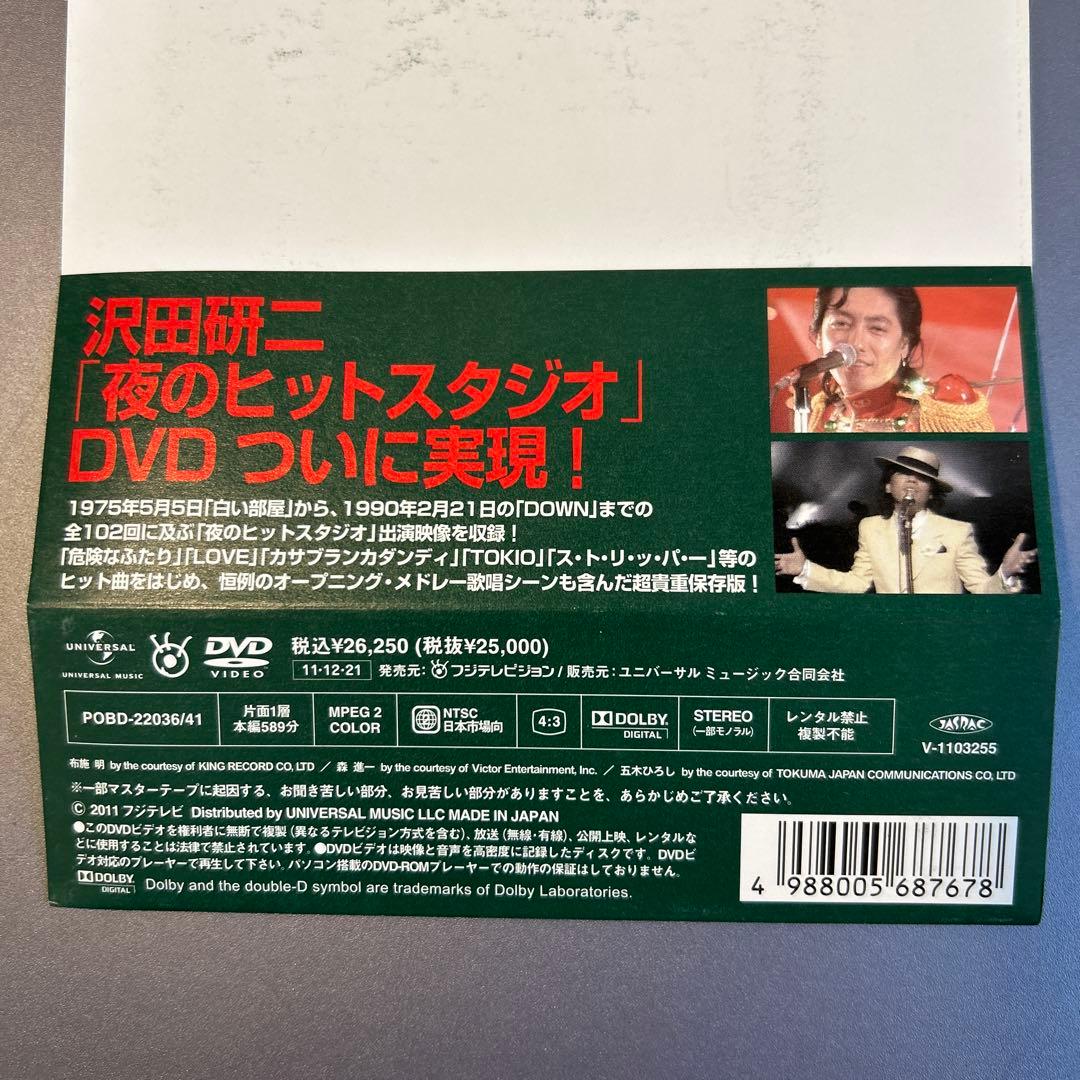 沢田研二
「夜のヒットスタジオ」
DVD ついに実現！
1975年5月5日「白い部屋」から、1990年2月21日の「DOWN」までの
全102回に及ぶ「夜のヒットスタジオ」出演映像を収録！
「危険なふたり」「LOVE」「カサブランカダンディ」「TOKIO」「ス・ト・リ・ッ・パ・ー」等の
ヒット曲をはじめ、恒例のオープニング・メドレー歌唱シーンも含んだ超貴重保存版！
UNIVERSAL
UNIVERSAL MUSIC
DVD
VIDEO
税込¥26,250 (税抜¥25,000)
11・12・21 発売元：フジテレビジョン / 販売元：ユニバーサル ミュージック合同会社
POBD-22036/41
片面1層
本編589分
MPEG 2
COLOR
2
NTSC
日本市場向
4:3
DOLBY
DIGITAL
STEREO
(一部モノラル)
レンタル禁止
複製不能
JASRAC
V-1103255
布施 明 by the courtesy of KING RECORD CO, LTD ／ 森 進一 by the courtesy of Victor Entertainment, Inc. ／ 五木ひろし by the courtesy of TOKUMA JAPAN COMMUNICATIONS CO, LTD
※一部マスターテープに起因する、お聞き苦しい部分、お見苦しい部分がありますことを、あらかじめご了承ください。
Ⓒ 2011 フジテレビ Distributed by UNIVERSAL MUSIC LLC MADE IN JAPAN
●このDVDビデオを権利者に無断で複製（異なるテレビジョン方式を含む）、放送（無線・有線）、公開上映、レンタルな
どに使用することは法律で禁止されています。●DVDビデオは映像と音声を高密度に記録したディスクです。DVDビ
デオ対応のプレーヤーで再生して下さい。パソコン搭載のDVD-ROMプレーヤーでの動作の保証はしておりません。
DOLBY
DIGITAL
Dolby and the double-D symbol are trademarks of Dolby Laboratories.
4 988005 687678